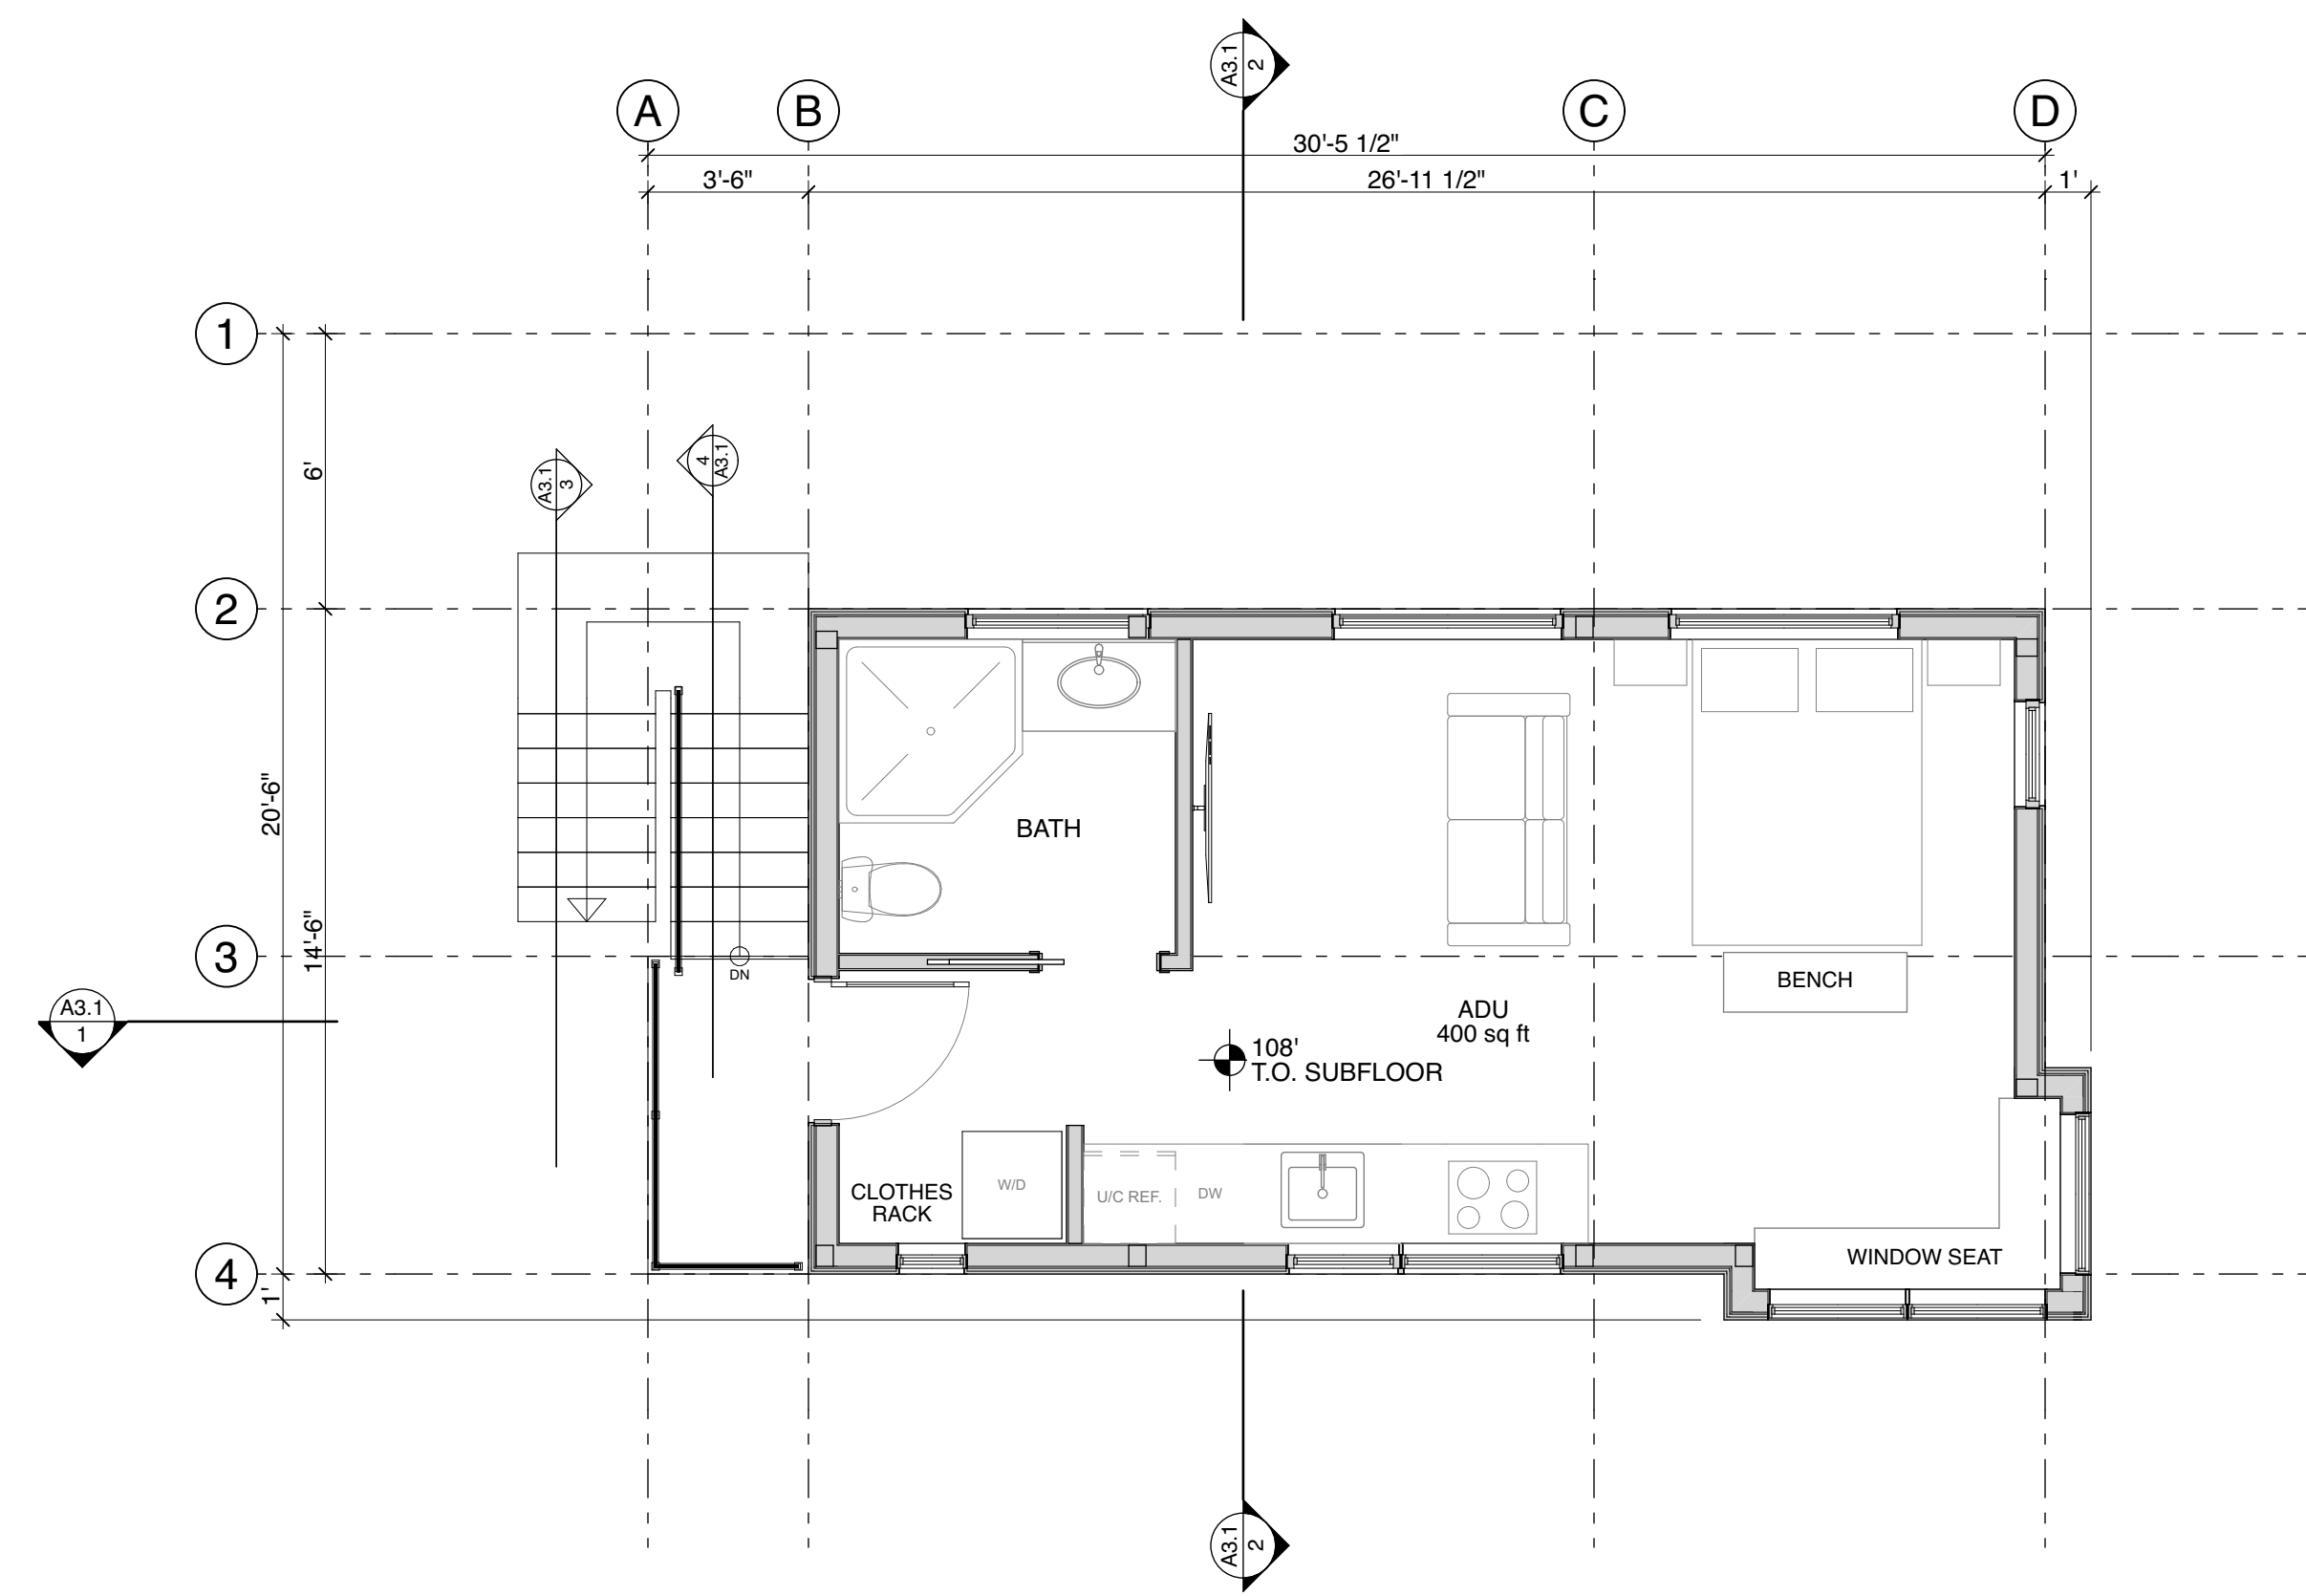 A3.1
2
A
B
C
D
30'-5 1/2"
3'-6"
26'-11 1/2"
1'
1
6'
4
A3.1
A3.1
3
2
20'-6"
BATH
14'-6"
3
DN
BENCH
A3.1
1
ADU
400 sq ft
108'
T.O. SUBFLOOR
CLOTHES
RACK
W/D
U/C REF.
DW
WINDOW SEAT
4
1'
A3.1
2